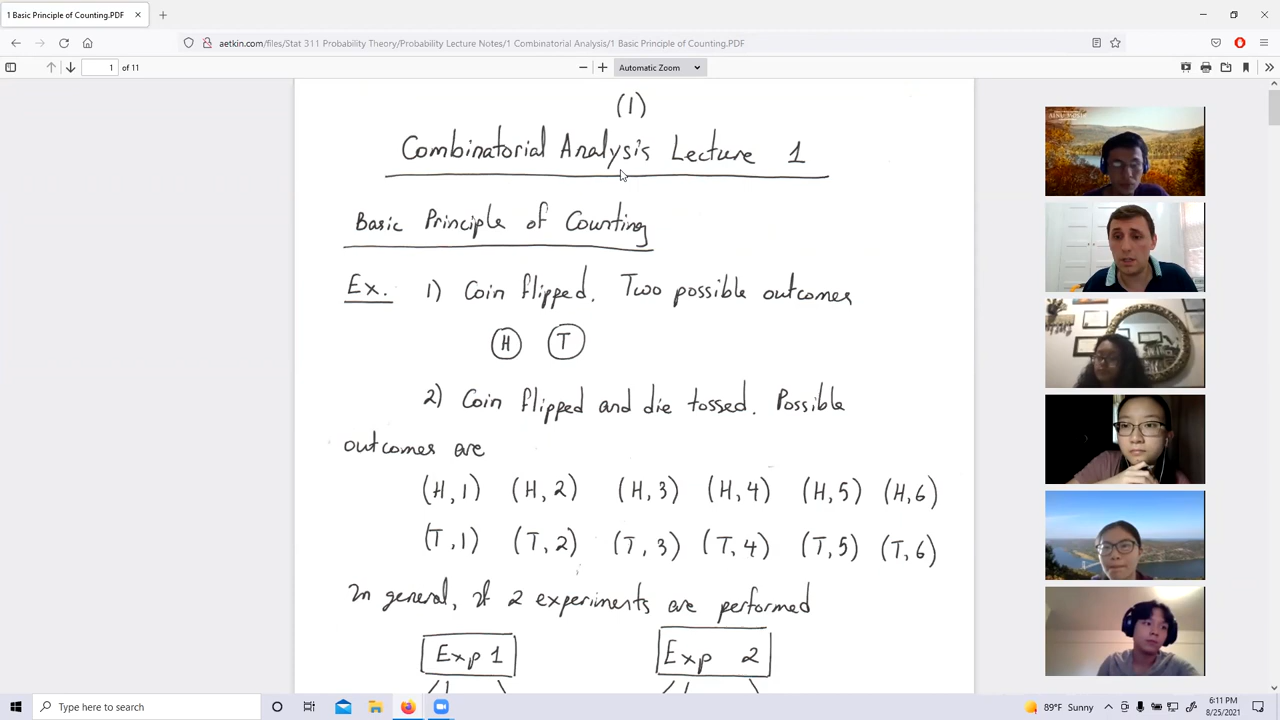 1 Basic Principle of Counting.PDF
aetkin.com/files/Stat 311 Probability Theory/Probability Lecture Notes/1 Combinatorial Analysis/1 Basic Principle of Counting.PDF
1 of 11
Automatic Zoom
(1)
Combinatorial Analysis Lecture 1
Basic Principle of Counting
Ex. 1) Coin flipped. Two possible outcomes
H T
2) Coin flipped and die tossed. Possible
outcomes are
(H,1) (H,2) (H,3) (H,4) (H,5) (H,6)
(T,1) (T,2) (T,3) (T,4) (T,5) (T,6)
In general, if 2 experiments are performed
Exp 1 Exp 2
Type here to search
89°F Sunny
6:11 PM
8/25/2021